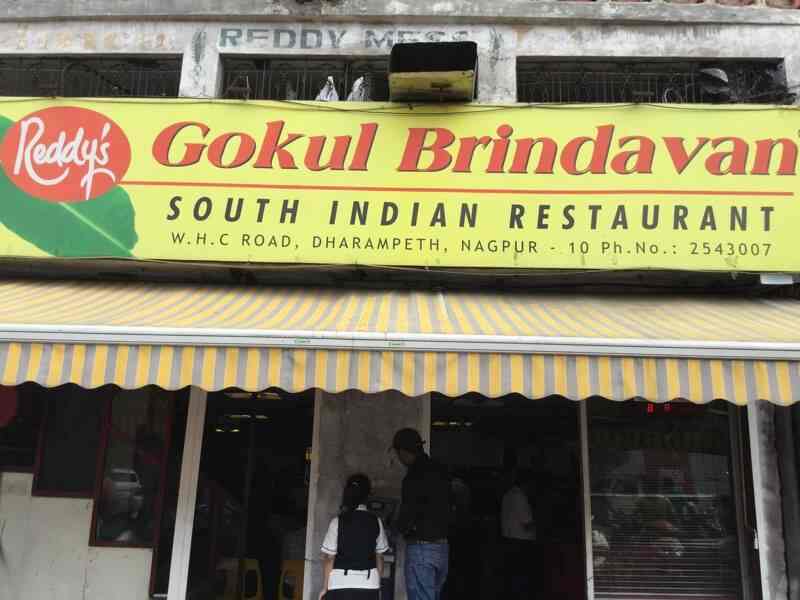 REDDY MESS
Reddy's
Gokul Brindavan
SOUTH INDIAN RESTAURANT
W.H.C ROAD, DHARAMPETH, NAGPUR - 10 Ph.No.: 2543007